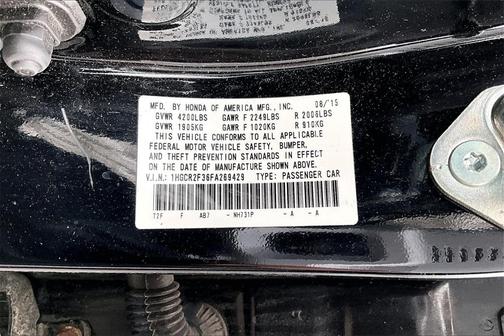 MFD. BY HONDA OF AMERICA MFG., INC. 08/15
GVWR 4200LBS GAWR F 2249LBS R 2006LBS
GVWR 1905KG GAWR F 1020KG R 910KG
THIS VEHICLE CONFORMS TO ALL APPLICABLE
FEDERAL MOTOR VEHICLE SAFETY, BUMPER,
AND THEFT PREVENTION STANDARDS IN EFFECT
ON THE DATE OF MANUFACTURE SHOWN ABOVE.
V.I.N.: 1HGCR2F36FA269429 TYPE: PASSENGER CAR
T2F F AB7 - NH731P - A - A